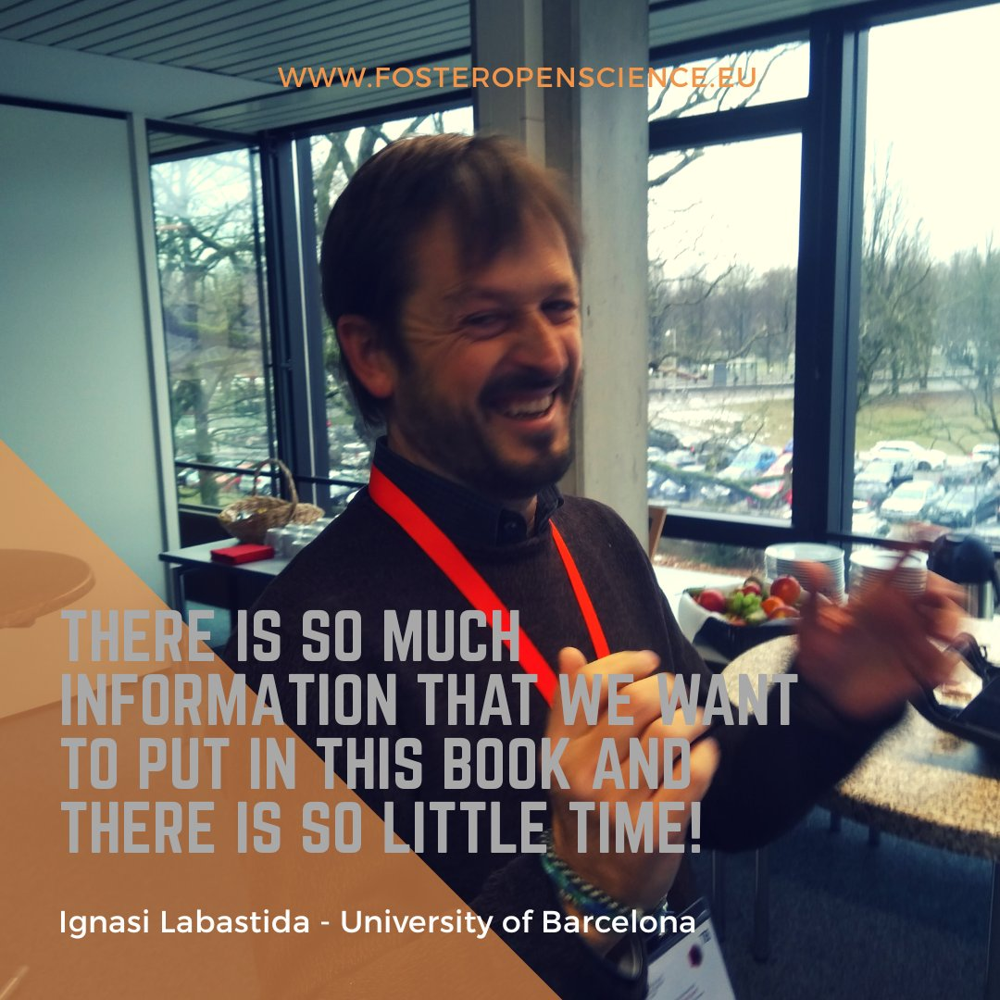 WWW.FOSTEROPENSCIENCE.EU
THERE IS SO MUCH
INFORMATION THAT WE WANT
TO PUT IN THIS BOOK AND
THERE IS SO LITTLE TIME!
Ignasi Labastida - University of Barcelona